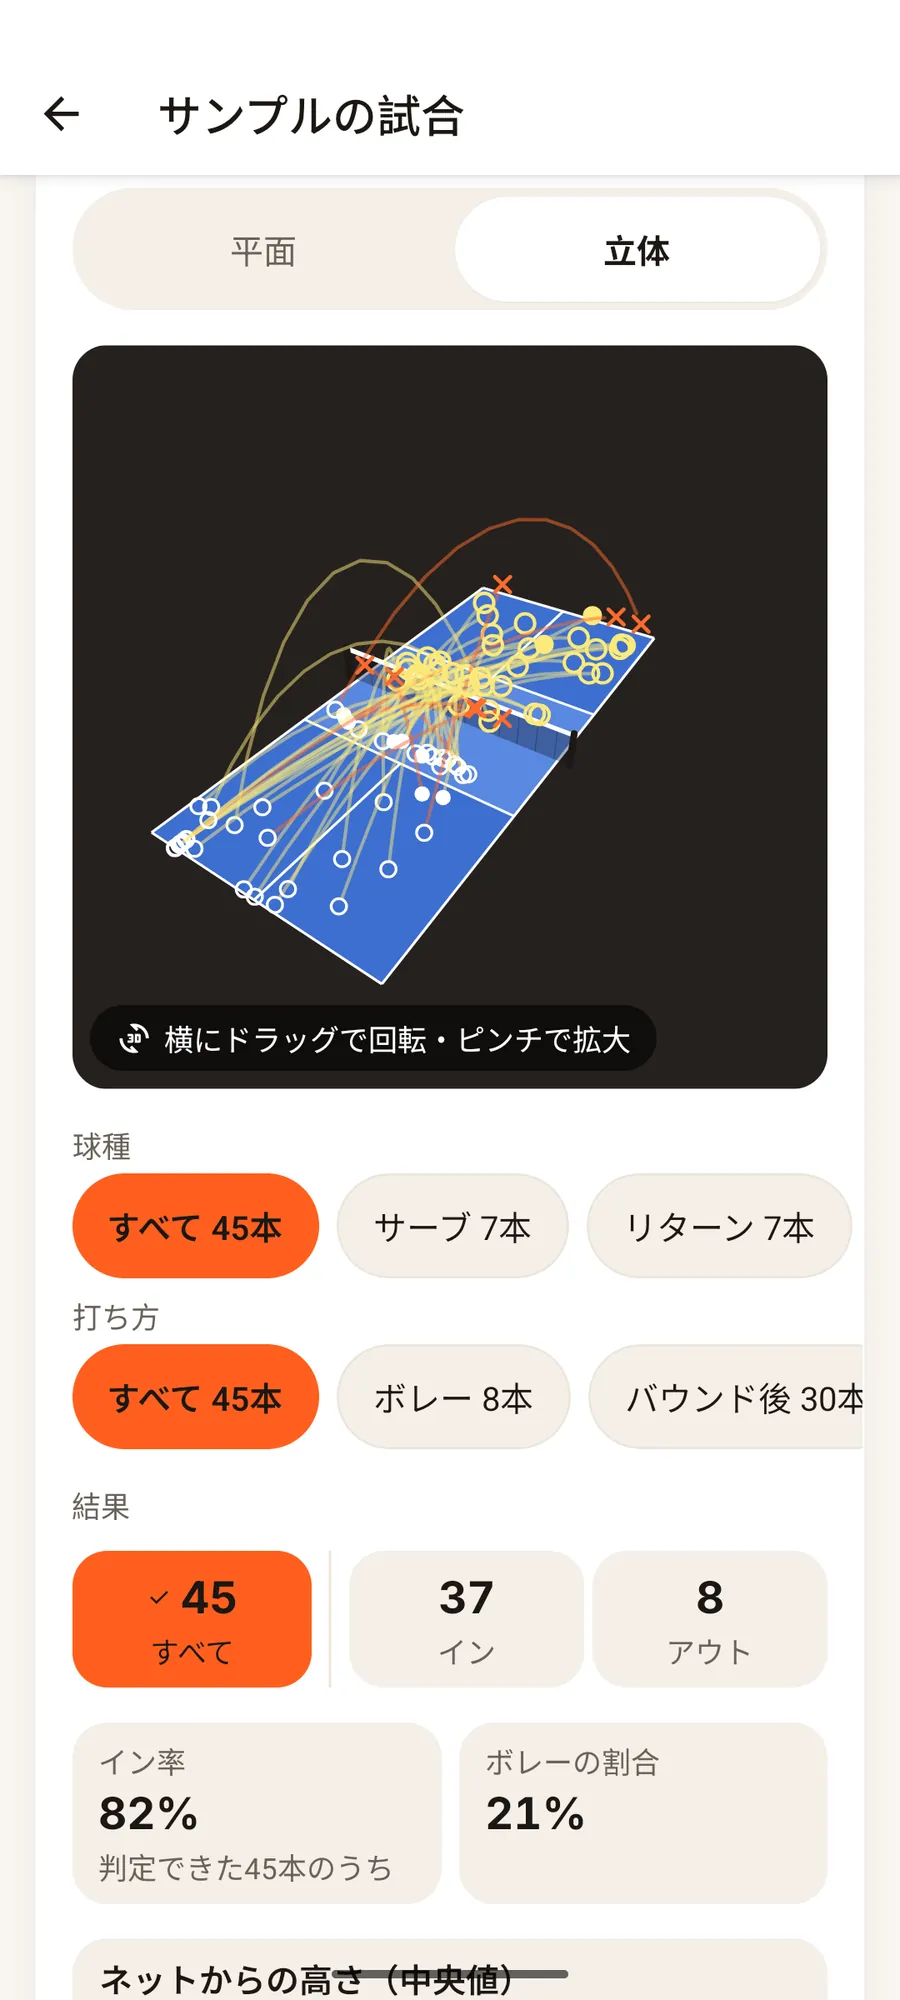 サンプルの試合
平面
立体
横にドラッグで回転・ピンチで拡大
球種
すべて 45本
サーブ 7本
リターン 7本
打ち方
すべて 45本
ボレー 8本
バウンド後 30本
結果
45
すべて
37
イン
8
アウト
イン率
82%
判定できた45本のうち
ボレーの割合
21%
ネットからの高さ（中央値）